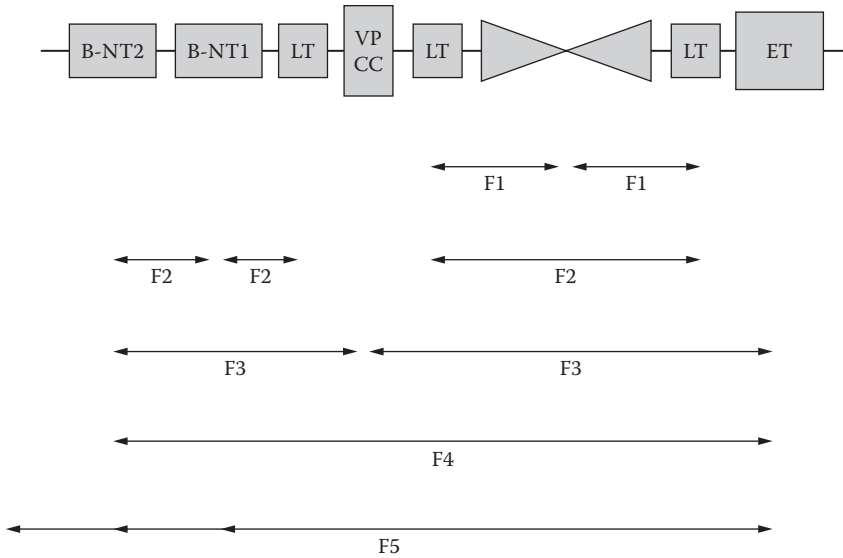 B-NT2 B-NT1 LT VP CC LT LT ET
F1 F1
F2 F2 F2
F3 F3
F4
F5